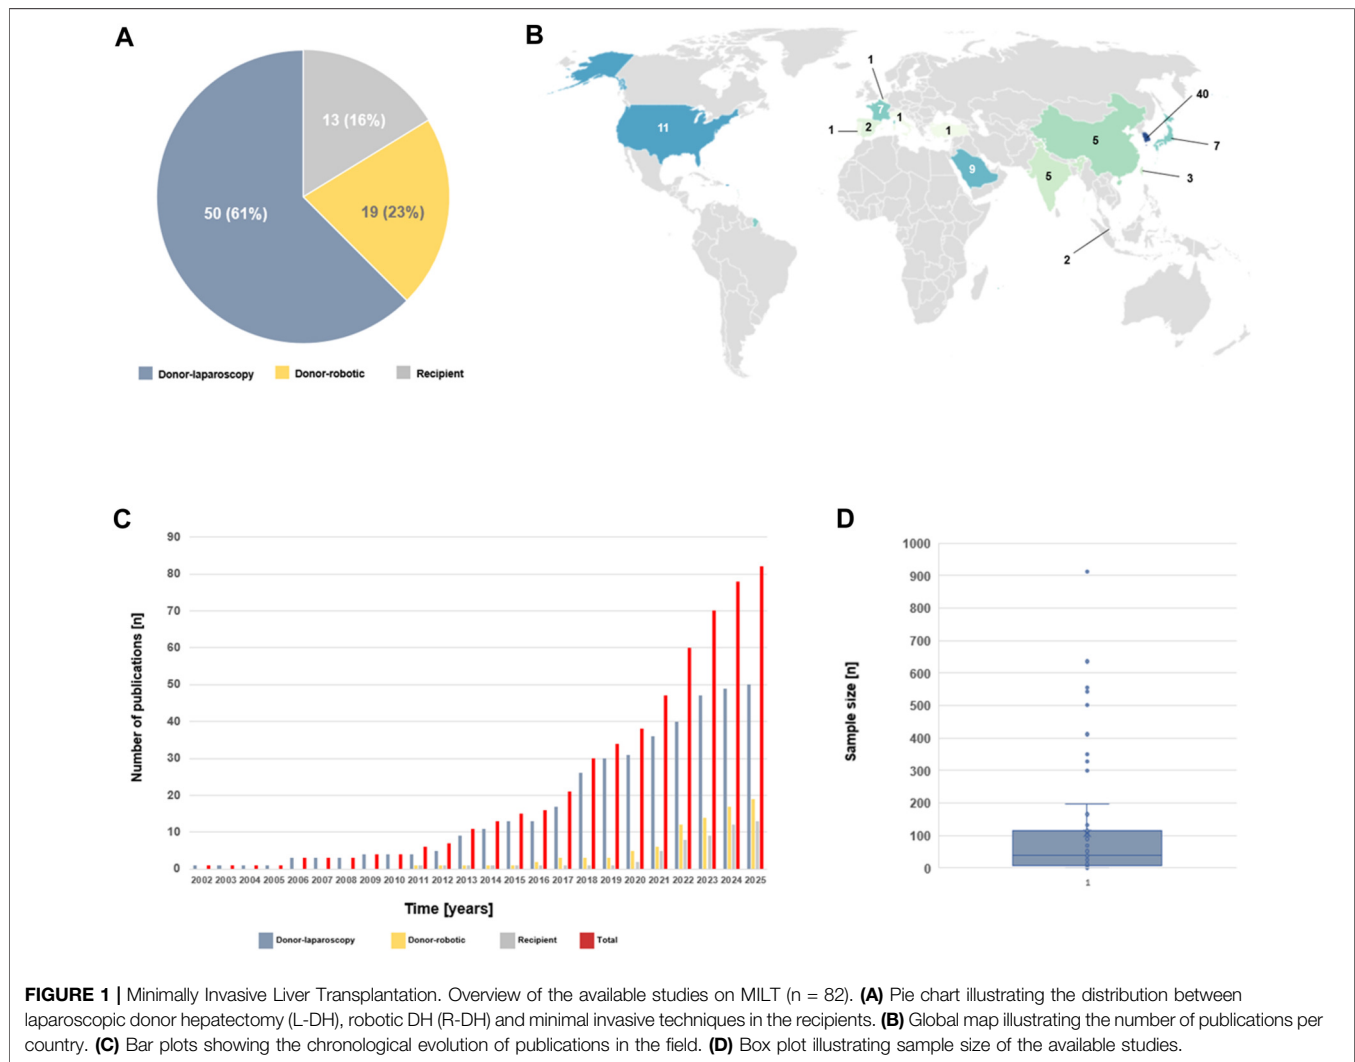 A
13 (16%)
50 (61%)
19 (23%)
Donor-laparoscopy
Donor-robotic
Recipient
B
1
40
11
7
1
1
2
1
5
7
9
5
3
2
C
90
80
70
60
50
40
30
20
10
0
Number of publications [n]
2002 2003 2004 2005 2006 2007 2008 2009 2010 2011 2012 2013 2014 2015 2016 2017 2018 2019 2020 2021 2022 2023 2024 2025
Time [years]
Donor-laparoscopy
Donor-robotic
Recipient
Total
D
1000
900
800
700
600
500
400
300
200
100
0
Sample size [n]
1
FIGURE 1 | Minimally Invasive Liver Transplantation. Overview of the available studies on MILT (n = 82). (A) Pie chart illustrating the distribution between
laparoscopic donor hepatectomy (L-DH), robotic DH (R-DH) and minimal invasive techniques in the recipients. (B) Global map illustrating the number of publications per
country. (C) Bar plots showing the chronological evolution of publications in the field. (D) Box plot illustrating sample size of the available studies.